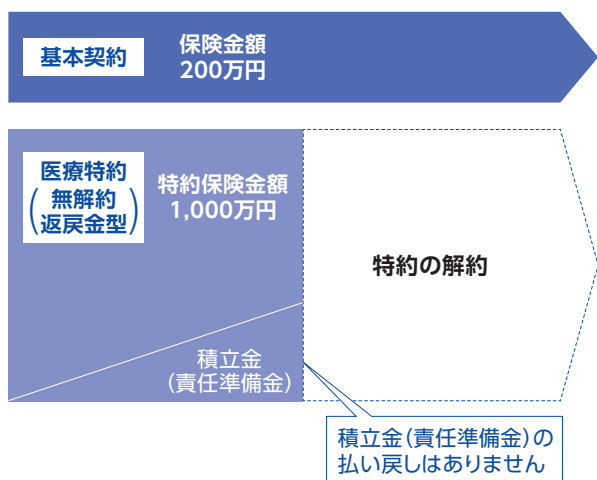 基本契約
保険金額
200万円
医療特約
(無解約
返戻金型)
特約保険金額
1,000万円
特約の解約
積立金
(責任準備金)
積立金(責任準備金)の
払い戻しはありません